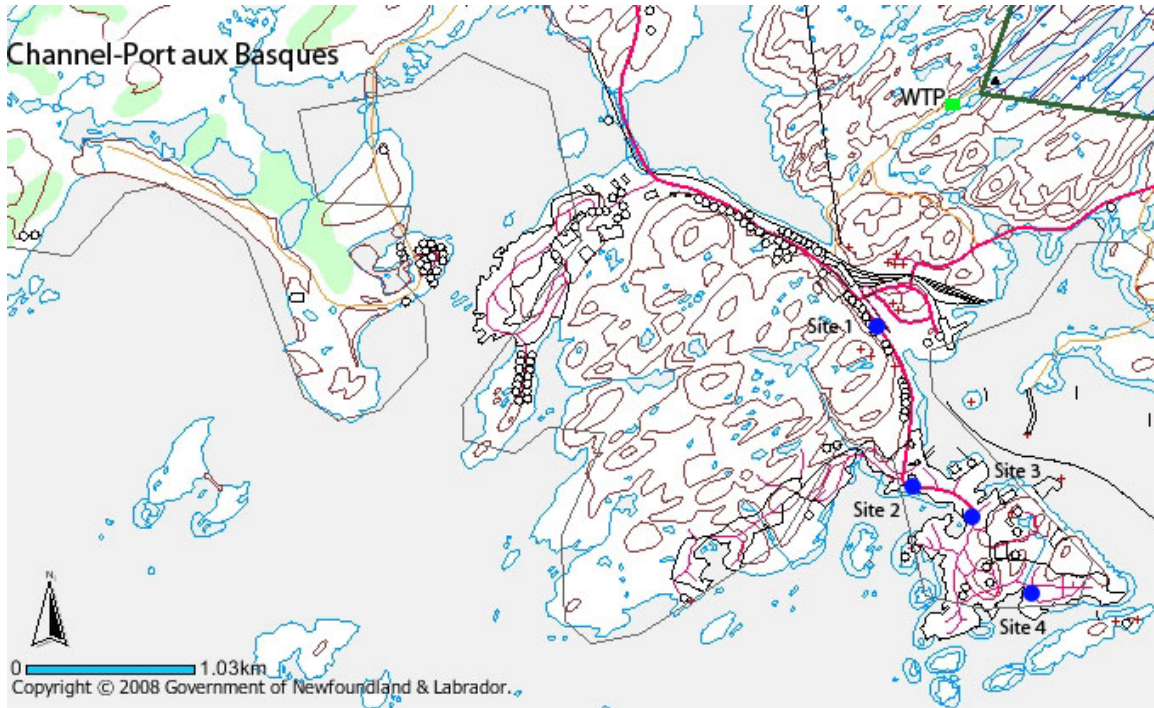 Channel-Port aux Basques
WTP
Site 1
Site 3
Site 2
Site 4
N
0 1.03km
Copyright © 2008 Government of Newfoundland & Labrador.